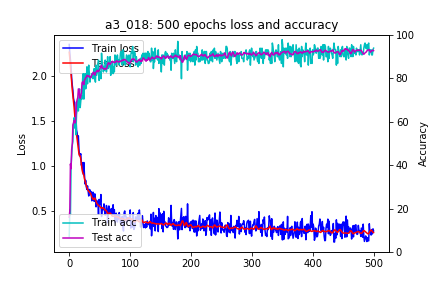 a3_018: 500 epochs loss and accuracy
Train loss
Test loss
Train acc
Test acc
Loss
2.0
1.5
1.0
0.5
Accuracy
100
80
60
40
20
0
0
100
200
300
400
500